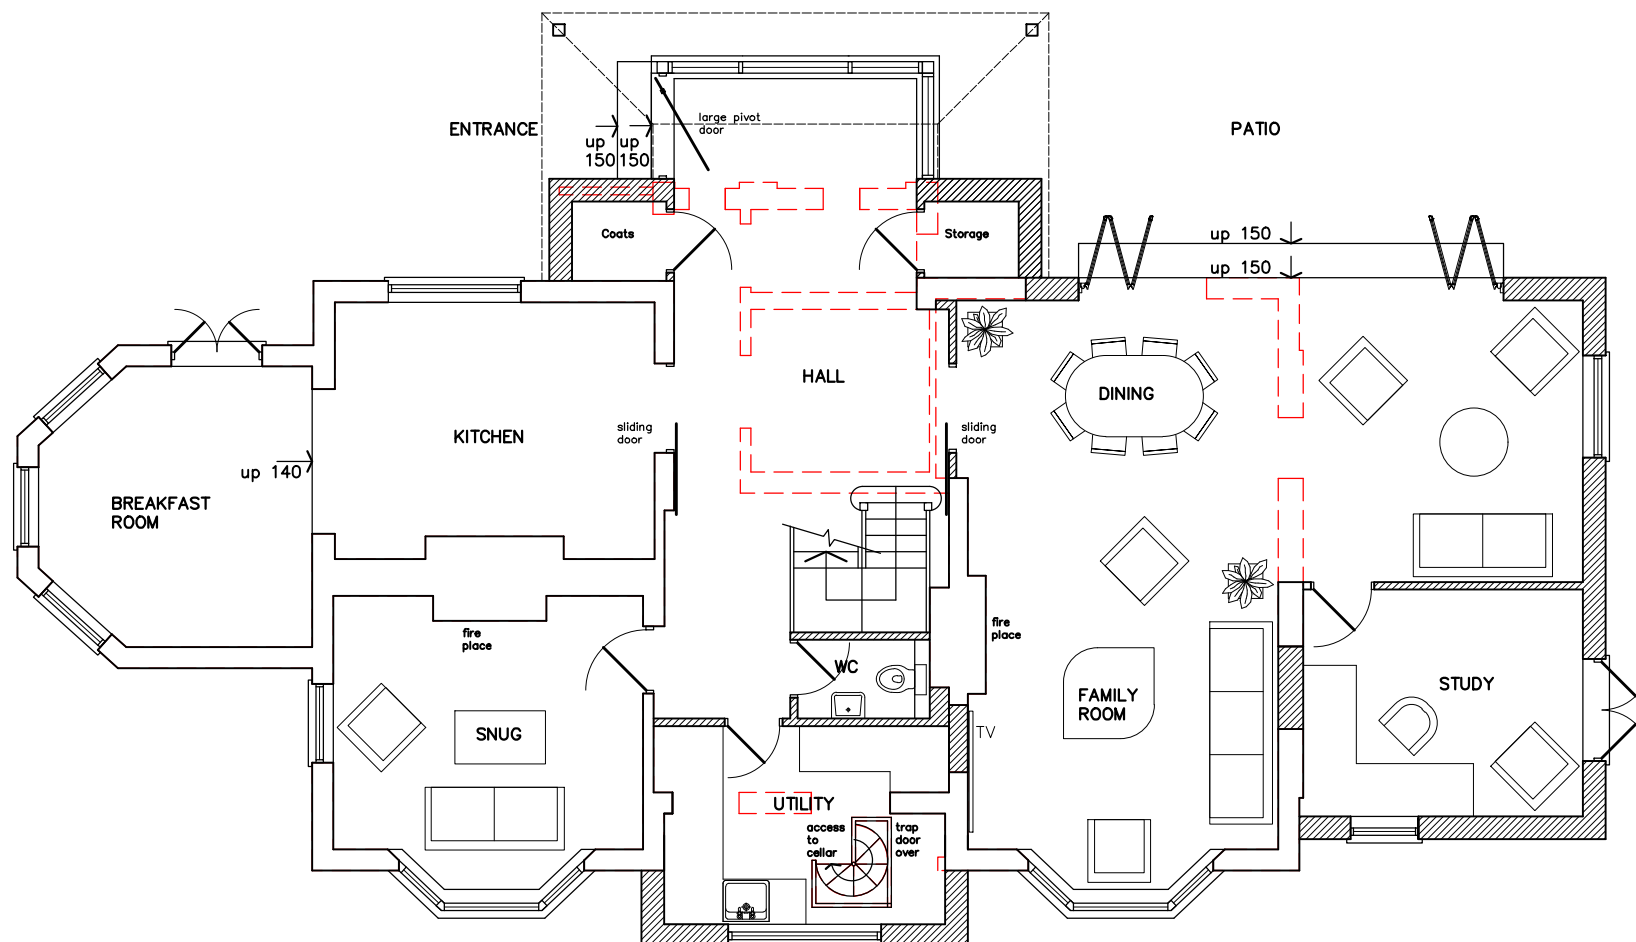 large pivot
door
ENTRANCE
PATIO
up up
150 150
Coats
Storage
up 150
up 150
HALL
DINING
sliding
door
sliding
door
KITCHEN
up 140
BREAKFAST
ROOM
fire
place
fire
place
WC
STUDY
FAMILY
ROOM
SNUG
TV
UTILITY
access
to
cellar
trap
door
over